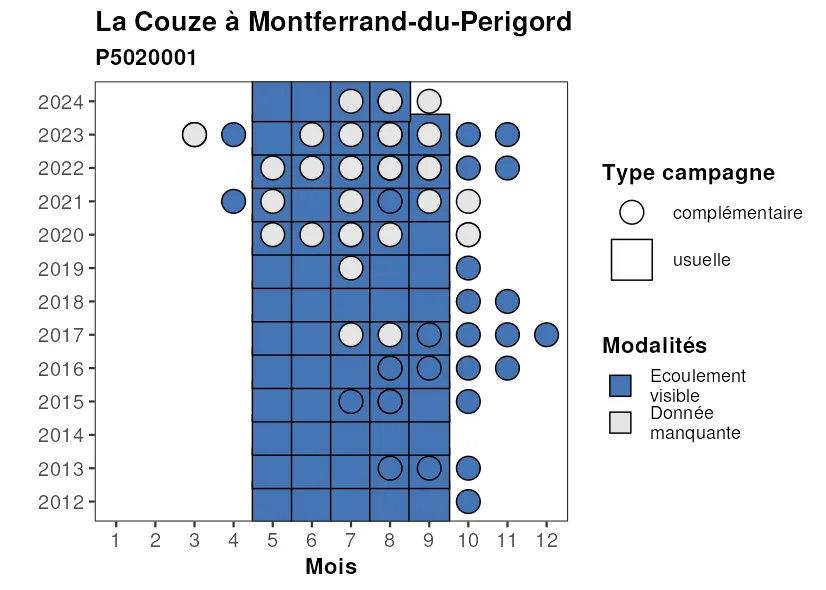 La Couze à Montferrand-du-Perigord
P5020001
2024
2023
2022
2021
2020
2019
2018
2017
2016
2015
2014
2013
2012
1 2 3 4 5 6 7 8 9 10 11 12
Mois
Type campagne
complémentaire
usuelle
Modalités
Ecoulement
visible
Donnée
manquante